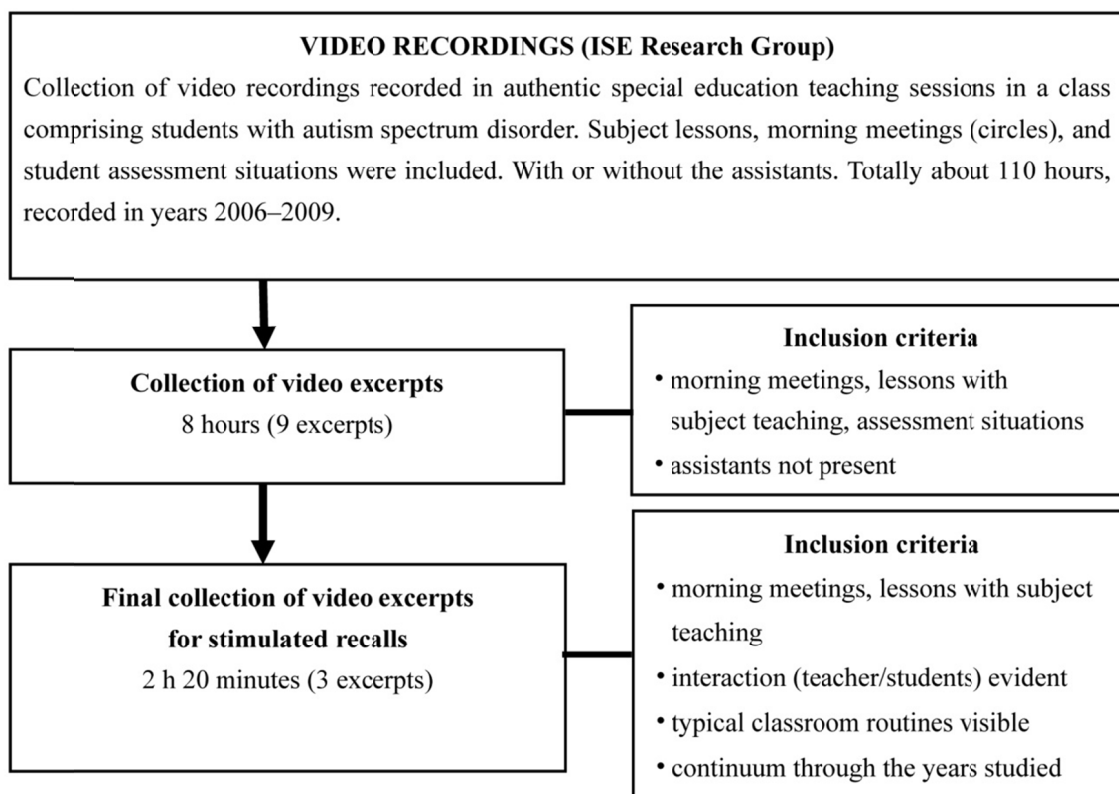 VIDEO RECORDINGS (ISE Research Group)
Collection of video recordings recorded in authentic special education teaching sessions in a class
comprising students with autism spectrum disorder. Subject lessons, morning meetings (circles), and
student assessment situations were included. With or without the assistants. Totally about 110 hours,
recorded in years 2006–2009.
Collection of video excerpts
8 hours (9 excerpts)
Inclusion criteria
• morning meetings, lessons with
subject teaching, assessment situations
• assistants not present
Final collection of video excerpts
for stimulated recalls
2 h 20 minutes (3 excerpts)
Inclusion criteria
• morning meetings, lessons with subject
teaching
• interaction (teacher/students) evident
• typical classroom routines visible
• continuum through the years studied